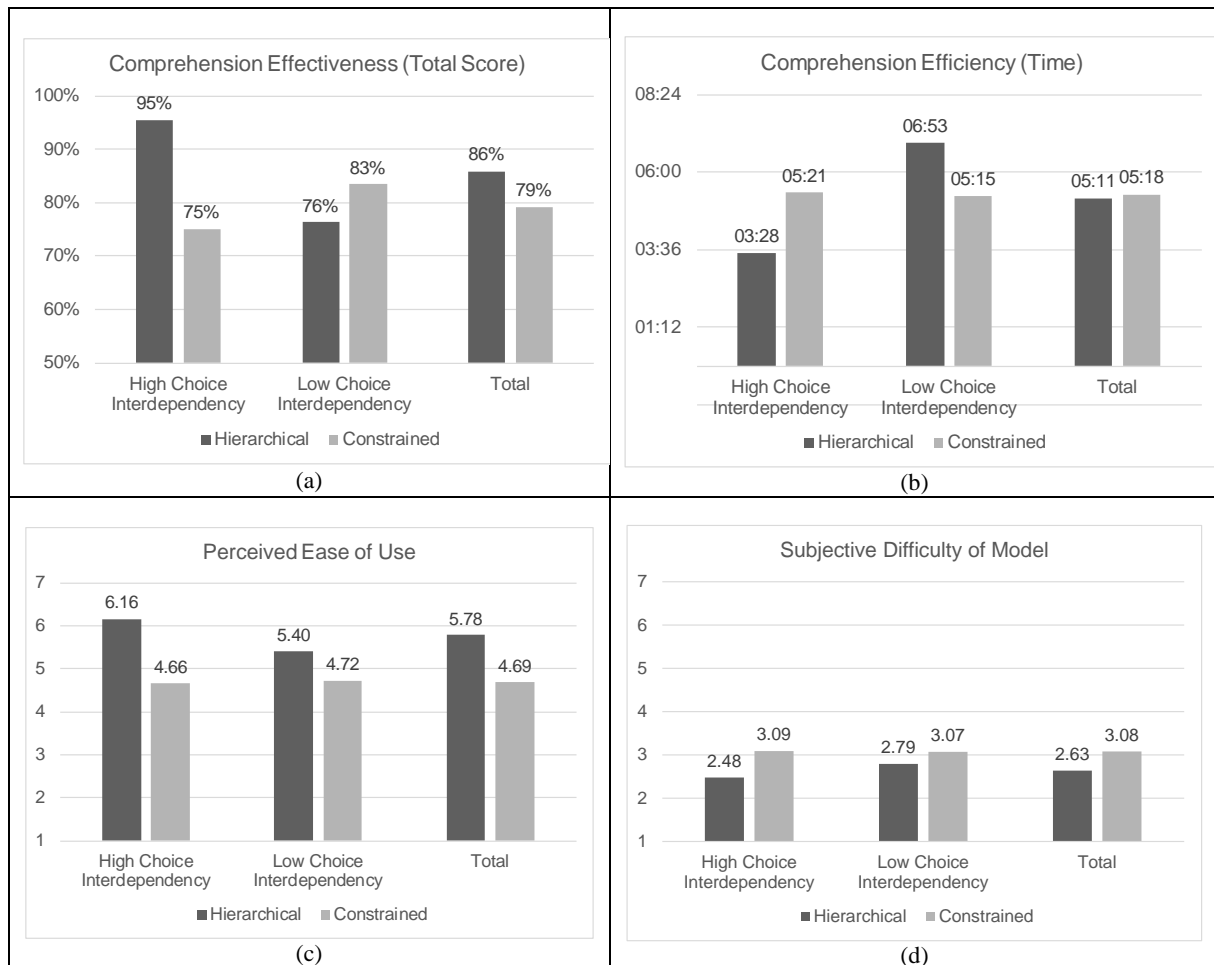 Comprehension Effectiveness (Total Score)
100%
90%
80%
70%
60%
50%
95%
75%
76%
83%
86%
79%
High Choice
Interdependency
Low Choice
Interdependency
Total
Hierarchical
Constrained
(a)
Comprehension Efficiency (Time)
08:24
06:00
03:36
01:12
03:28
05:21
06:53
05:15
05:11
05:18
High Choice
Interdependency
Low Choice
Interdependency
Total
Hierarchical
Constrained
(b)
Perceived Ease of Use
7
6
5
4
3
2
1
6.16
4.66
5.40
4.72
5.78
4.69
High Choice
Interdependency
Low Choice
Interdependency
Total
Hierarchical
Constrained
(c)
Subjective Difficulty of Model
7
6
5
4
3
2
1
2.48
3.09
2.79
3.07
2.63
3.08
High Choice
Interdependency
Low Choice
Interdependency
Total
Hierarchical
Constrained
(d)